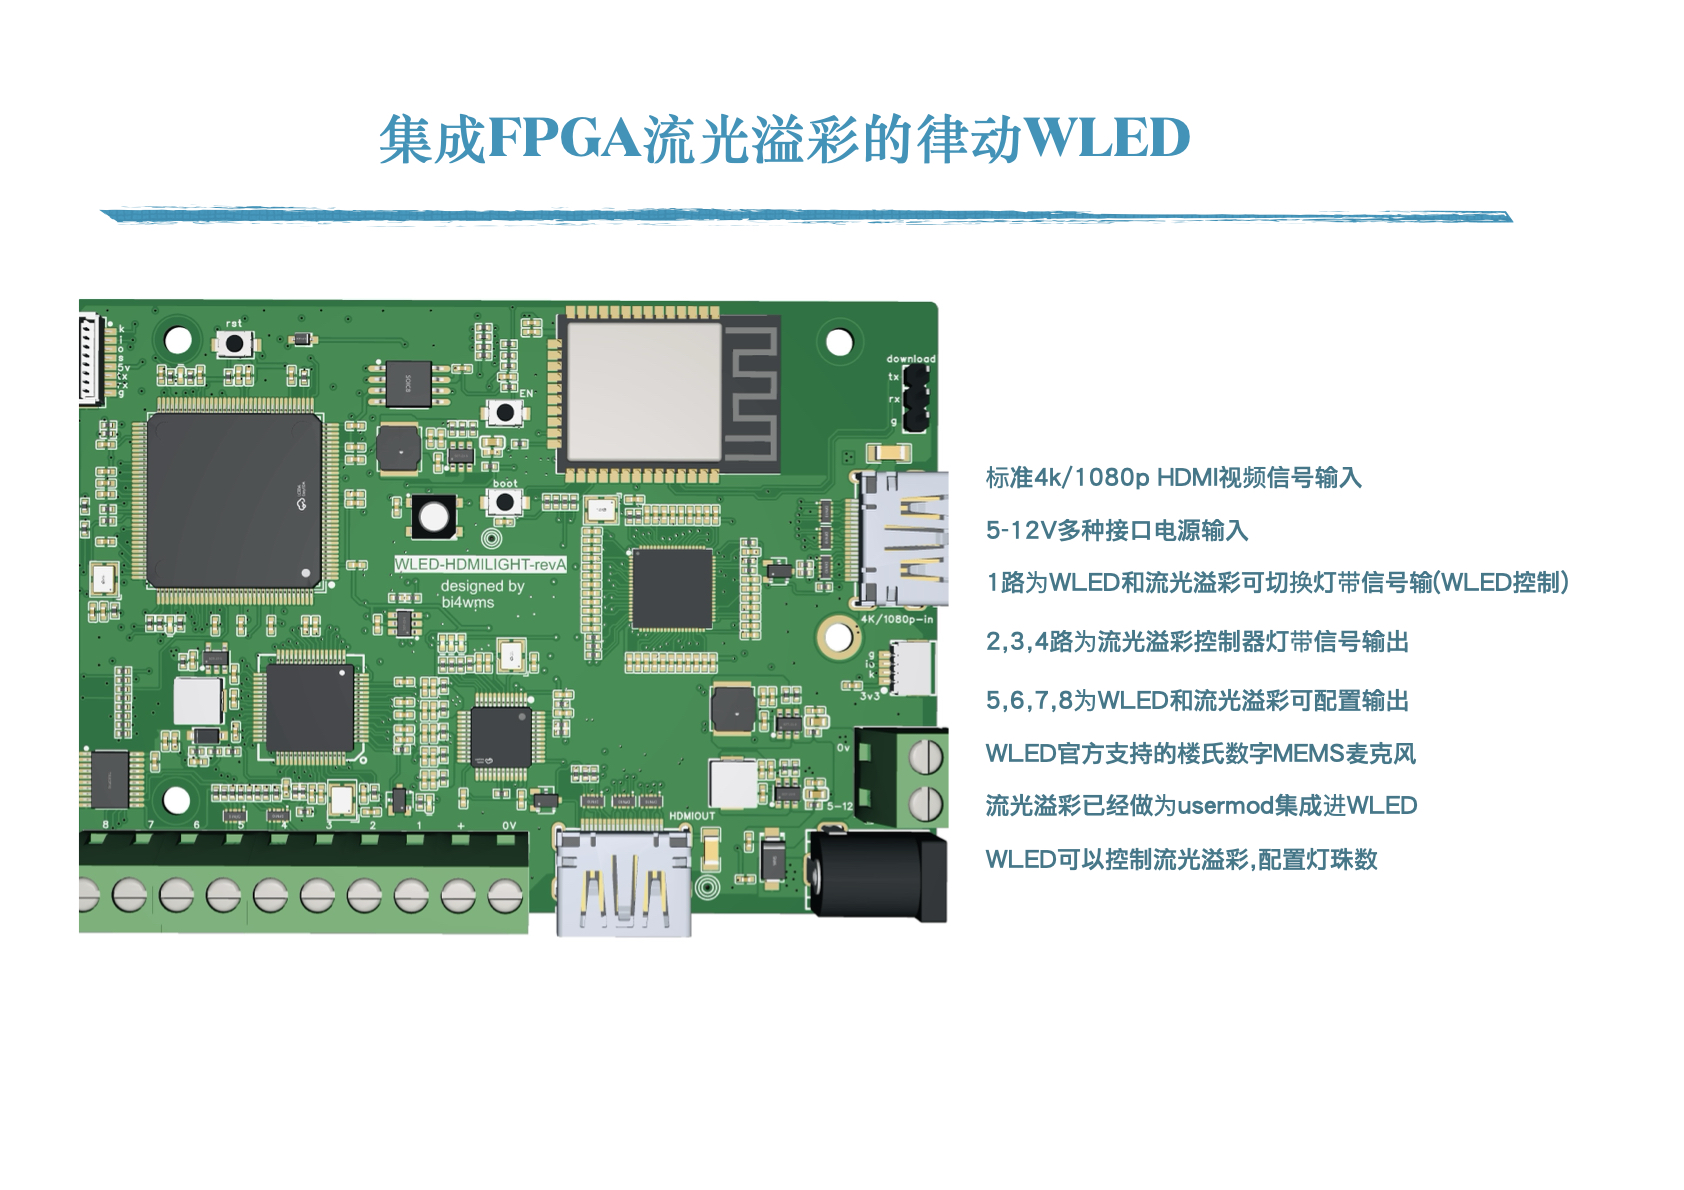 集成FPGA流光溢彩的律动WLED
k
i
o
s
5v
g
rst
EN
boot
download
tx
rx
g
WLED-HDMILIGHT-revA
designed by
bi4wms
4K/1080p-in
g
k
3v3
0v
5-12
HDMIOUT
8 7 6 5 4 3 2 1 + 0V
标准4k/1080p HDMI视频信号输入
5-12V多种接口电源输入
1路为WLED和流光溢彩可切换灯带信号输(WLED控制)
2,3,4路为流光溢彩控制器灯带信号输出
5,6,7,8为WLED和流光溢彩可配置输出
WLED官方支持的楼氏数字MEMS麦克风
流光溢彩已经做为usermod集成进WLED
WLED可以控制流光溢彩,配置灯珠数